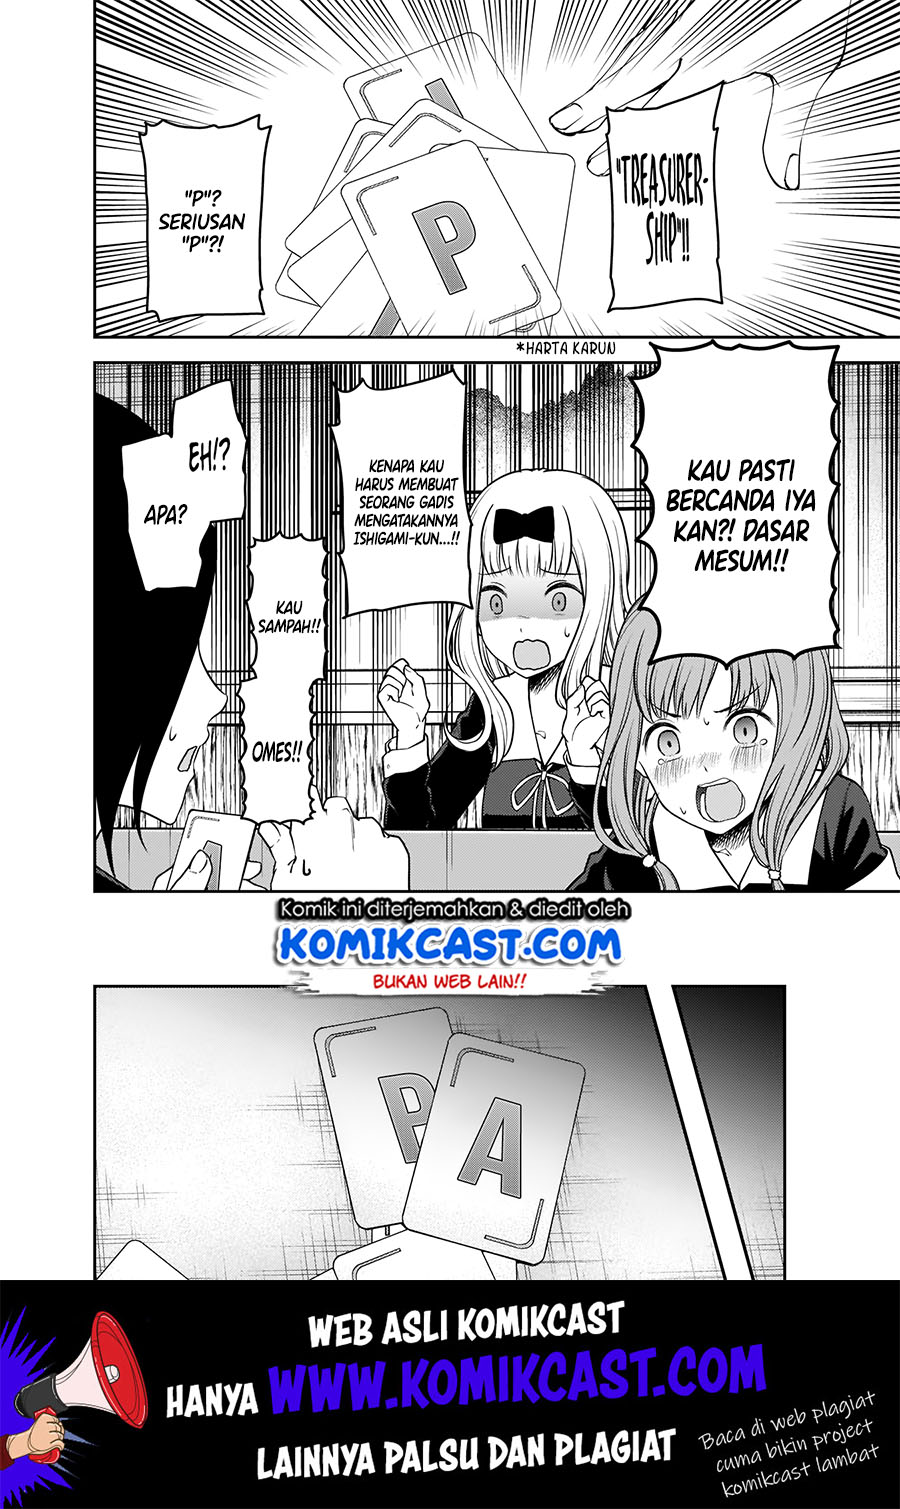 "TREASURER-
SHIP"!!
"P"?
SERIUSAN
"P"?!
I
P
*HARTA KARUN
KAU PASTI
BERCANDA IYA
KAN?! DASAR
MESUM!!
KENAPA KAU
HARUS MEMBUAT
SEORANG GADIS
MENGATAKANNYA
ISHIGAMI-KUN...!!
EH!?
APA?
KAU
SAMPAH!!
OMES!!
Komik ini diterjemahkan & diedit oleh
KOMIKCAST.COM
BUKAN WEB LAIN!!
P
A
WEB ASLI KOMIKCAST
HANYA WWW.KOMIKCAST.COM
LAINNYA PALSU DAN PLAGIAT
Baca di web plagiat
cuma bikin project
komikcast lambat